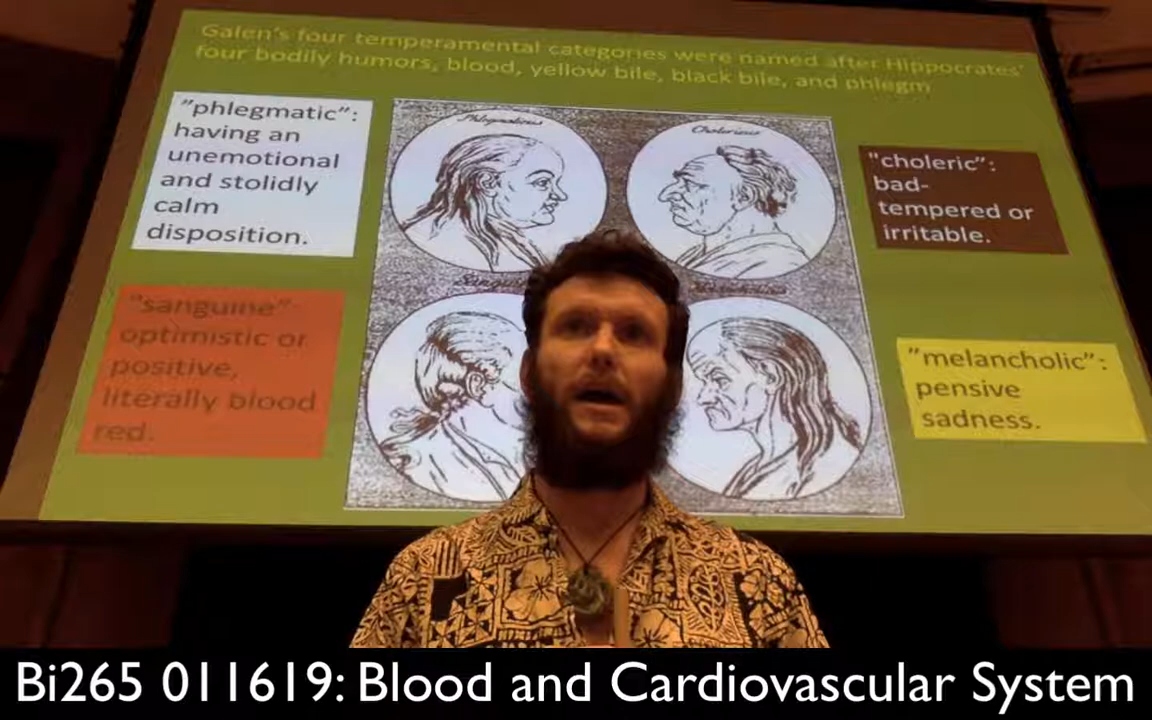 Galen's four temperamental categories were named after Hippocrates'
four bodily humors, blood, yellow bile, black bile, and phlegm
"phlegmatic":
having an
unemotional
and stolidly
calm
disposition.
"choleric":
bad-
tempered or
irritable.
"sanguine"-
optimistic or
positive,
literally blood
red.
"melancholic":
pensive
sadness.
Bi265 011619: Blood and Cardiovascular System